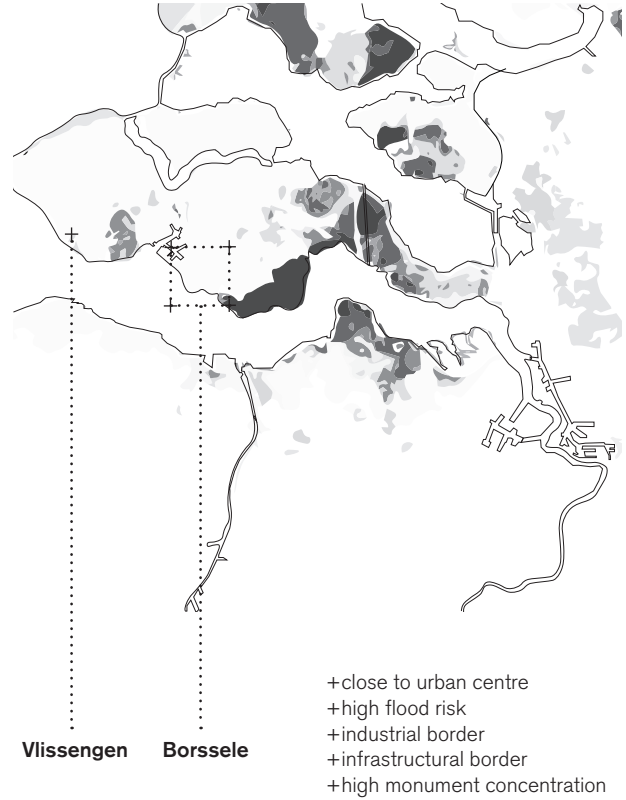 +close to urban centre
+high flood risk
+industrial border
+infrastructural border
+high monument concentration
Vlissengen Borssele